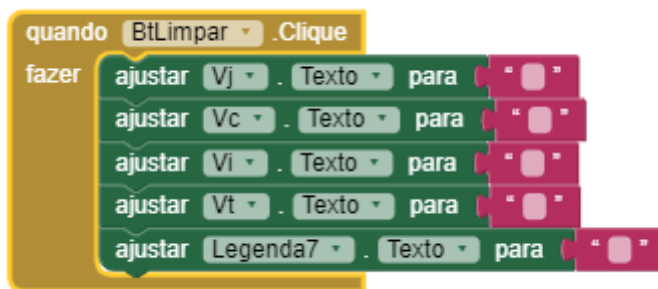 quando BtLimpar .Clique
fazer ajustar Vj . Texto para " "
ajustar Vc . Texto para " "
ajustar Vi . Texto para " "
ajustar Vt . Texto para " "
ajustar Legenda7 . Texto para " "